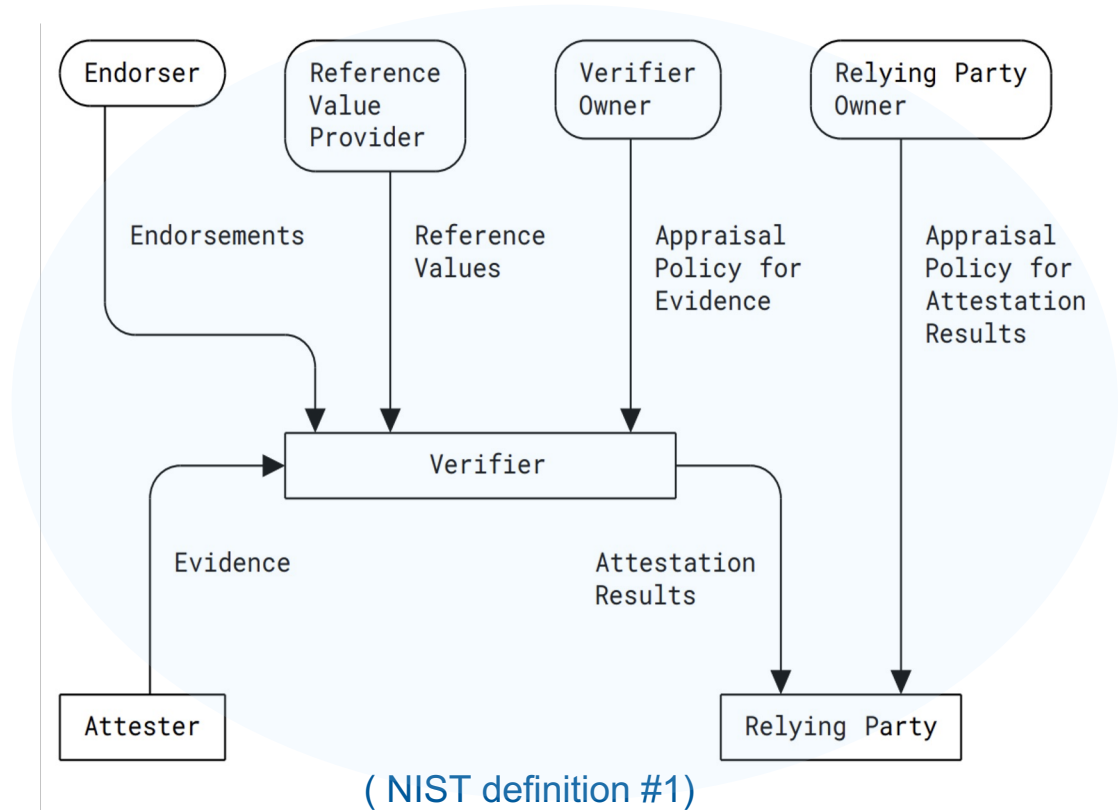 Endorser
Reference
Value
Provider
Verifier
Owner
Relying Party
Owner
Endorsements
Reference
Values
Appraisal
Policy for
Evidence
Appraisal
Policy for
Attestation
Results
Verifier
Evidence
Attestation
Results
Attester
Relying Party
( NIST definition #1)